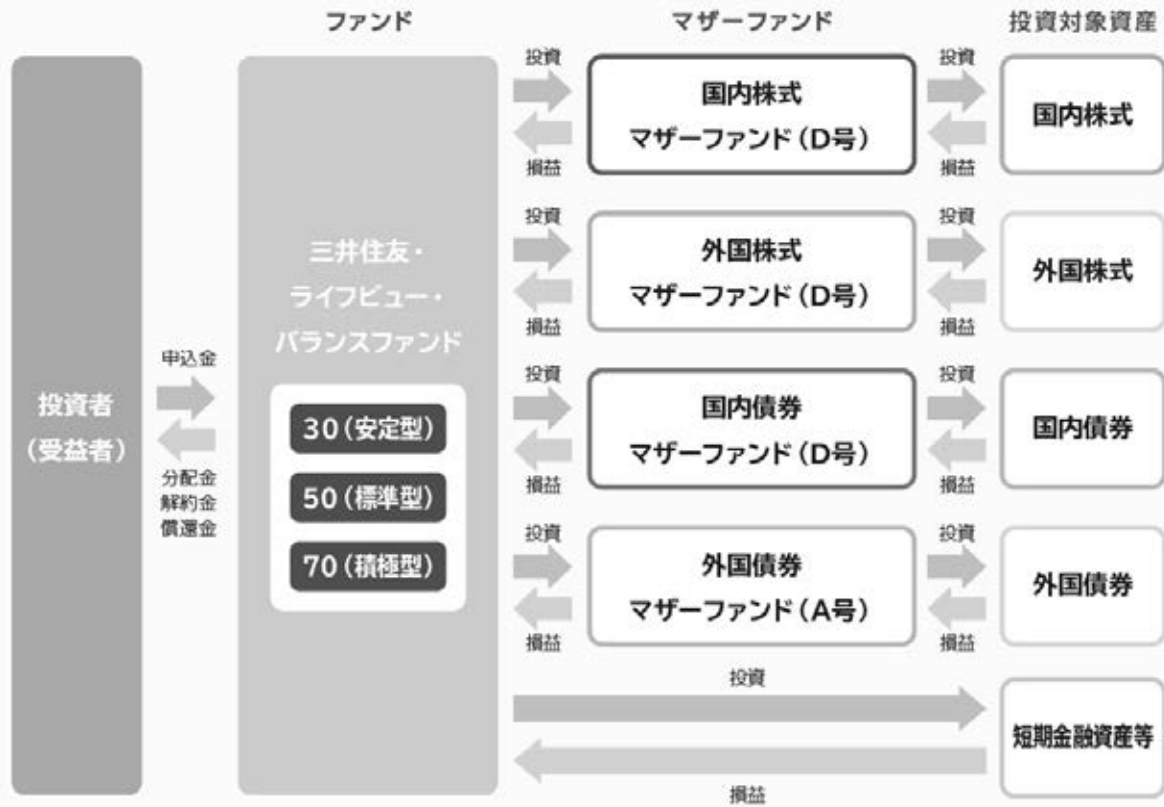 ファンド
マザーファンド
投資対象資産
投資者
(受益者)
申込金
分配金
解約金
償還金
三井住友・
ライフビュー・
バランスファンド
30(安定型)
50(標準型)
70(積極型)
投資
損益
国内株式
マザーファンド(D号)
投資
損益
国内株式
投資
損益
外国株式
マザーファンド(D号)
投資
損益
外国株式
投資
損益
国内債券
マザーファンド(D号)
投資
損益
国内債券
投資
損益
外国債券
マザーファンド(A号)
投資
損益
外国債券
投資
損益
短期金融資産等